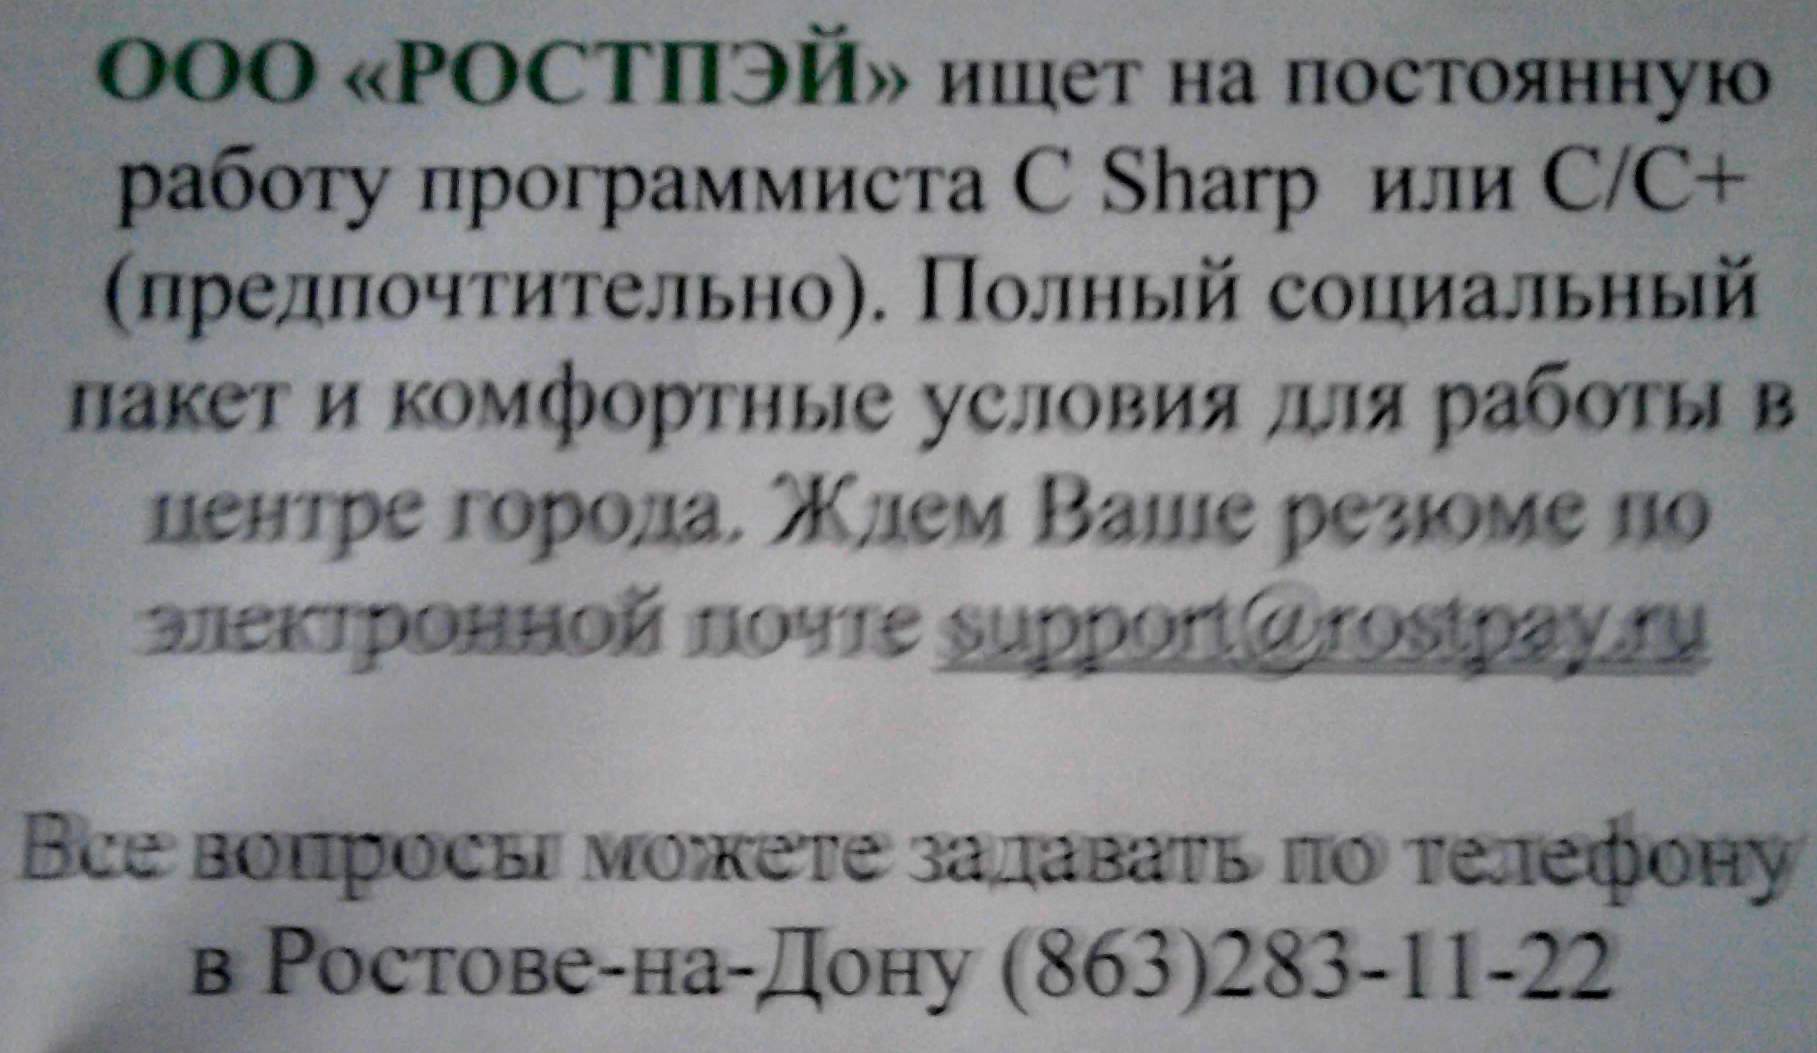 ООО «РОСТПЭЙ» ищет на постоянную
работу программиста C Sharp или C/C+
(предпочтительно). Полный социальный
пакет и комфортные условия для работы в
центре города. Ждем Ваше резюме по
электронной почте support@rostpay.ru
Все вопросы можете задавать по телефону
в Ростове-на-Дону (863)283-11-22